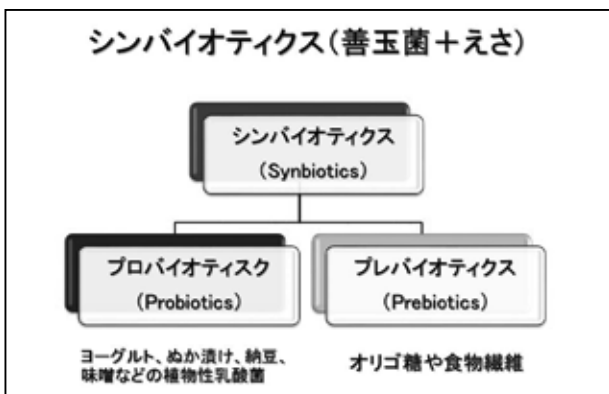 シンバイオティクス(善玉菌＋えさ)
シンバイオティクス
(Synbiotics)
プロバイオティスク
(Probiotics)
プレバイオティクス
(Prebiotics)
ヨーグルト、ぬか漬け、納豆、
味噌などの植物性乳酸菌
オリゴ糖や食物繊維